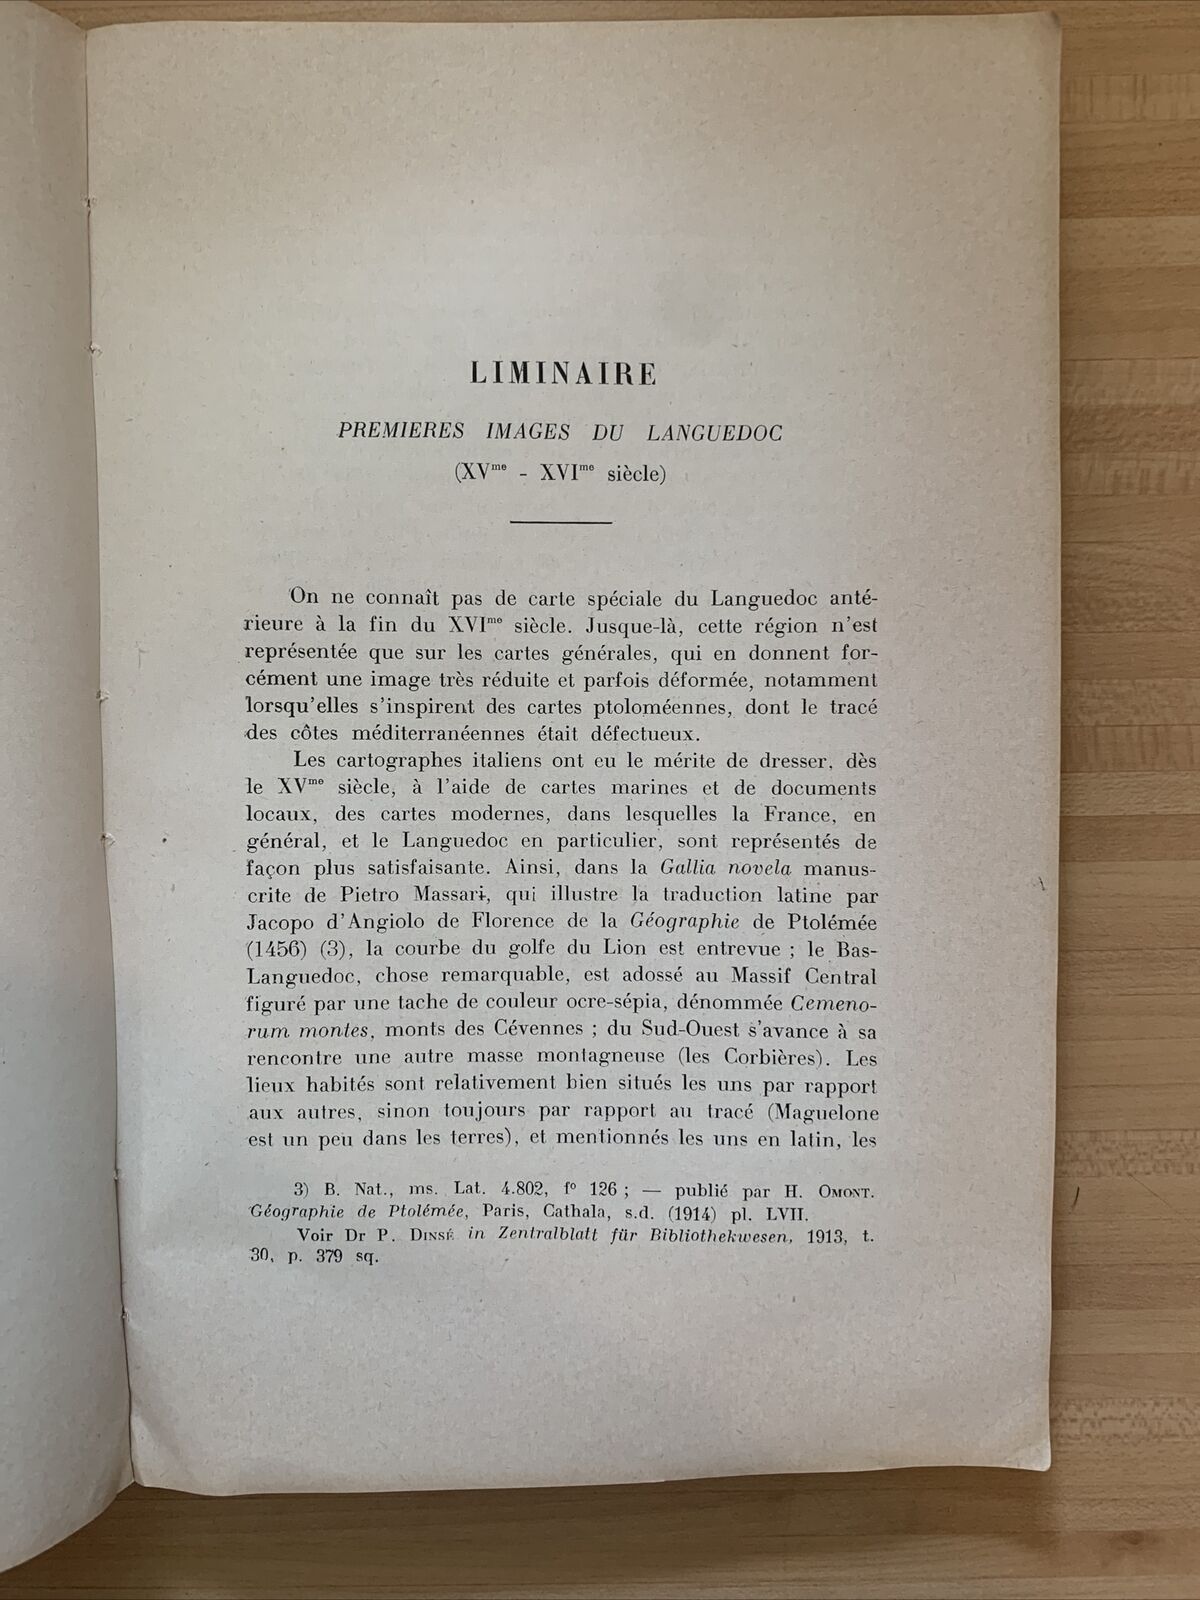 LIMINAIRE
PREMIERES IMAGES DU LANGUEDOC
(XVme - XVIme siècle)
On ne connaît pas de carte spéciale du Languedoc anté-
rieure à la fin du XVIme siècle. Jusque-là, cette région n'est
représentée que sur les cartes générales, qui en donnent for-
cément une image très réduite et parfois déformée, notamment
lorsqu'elles s'inspirent des cartes ptoloméennes, dont le tracé
des côtes méditerranéennes était défectueux.
Les cartographes italiens ont eu le mérite de dresser, dès
le XVme siècle, à l'aide de cartes marines et de documents
locaux, des cartes modernes, dans lesquelles la France, en
général, et le Languedoc en particulier, sont représentés de
façon plus satisfaisante. Ainsi, dans la Gallia novela manus-
crite de Pietro Massari, qui illustre la traduction latine par
Jacopo d'Angiolo de Florence de la Géographie de Ptolémée
(1456) (3), la courbe du golfe du Lion est entrevue ; le Bas-
Languedoc, chose remarquable, est adossé au Massif Central
figuré par une tache de couleur ocre-sépia, dénommée Cemeno-
rum montes, monts des Cévennes ; du Sud-Ouest s'avance à sa
rencontre une autre masse montagneuse (les Corbières). Les
lieux habités sont relativement bien situés les uns par rapport
aux autres, sinon toujours par rapport au tracé (Maguelone
est un peu dans les terres), et mentionnés les uns en latin, les
3) B. Nat., ms. Lat. 4.802, f° 126 ; — publié par H. OMONT.
Géographie de Ptolémée, Paris, Cathala, s.d. (1914) pl. LVII.
Voir Dr P. DINSÉ in Zentralblatt für Bibliothekwesen, 1913, t.
30, p. 379 sq.